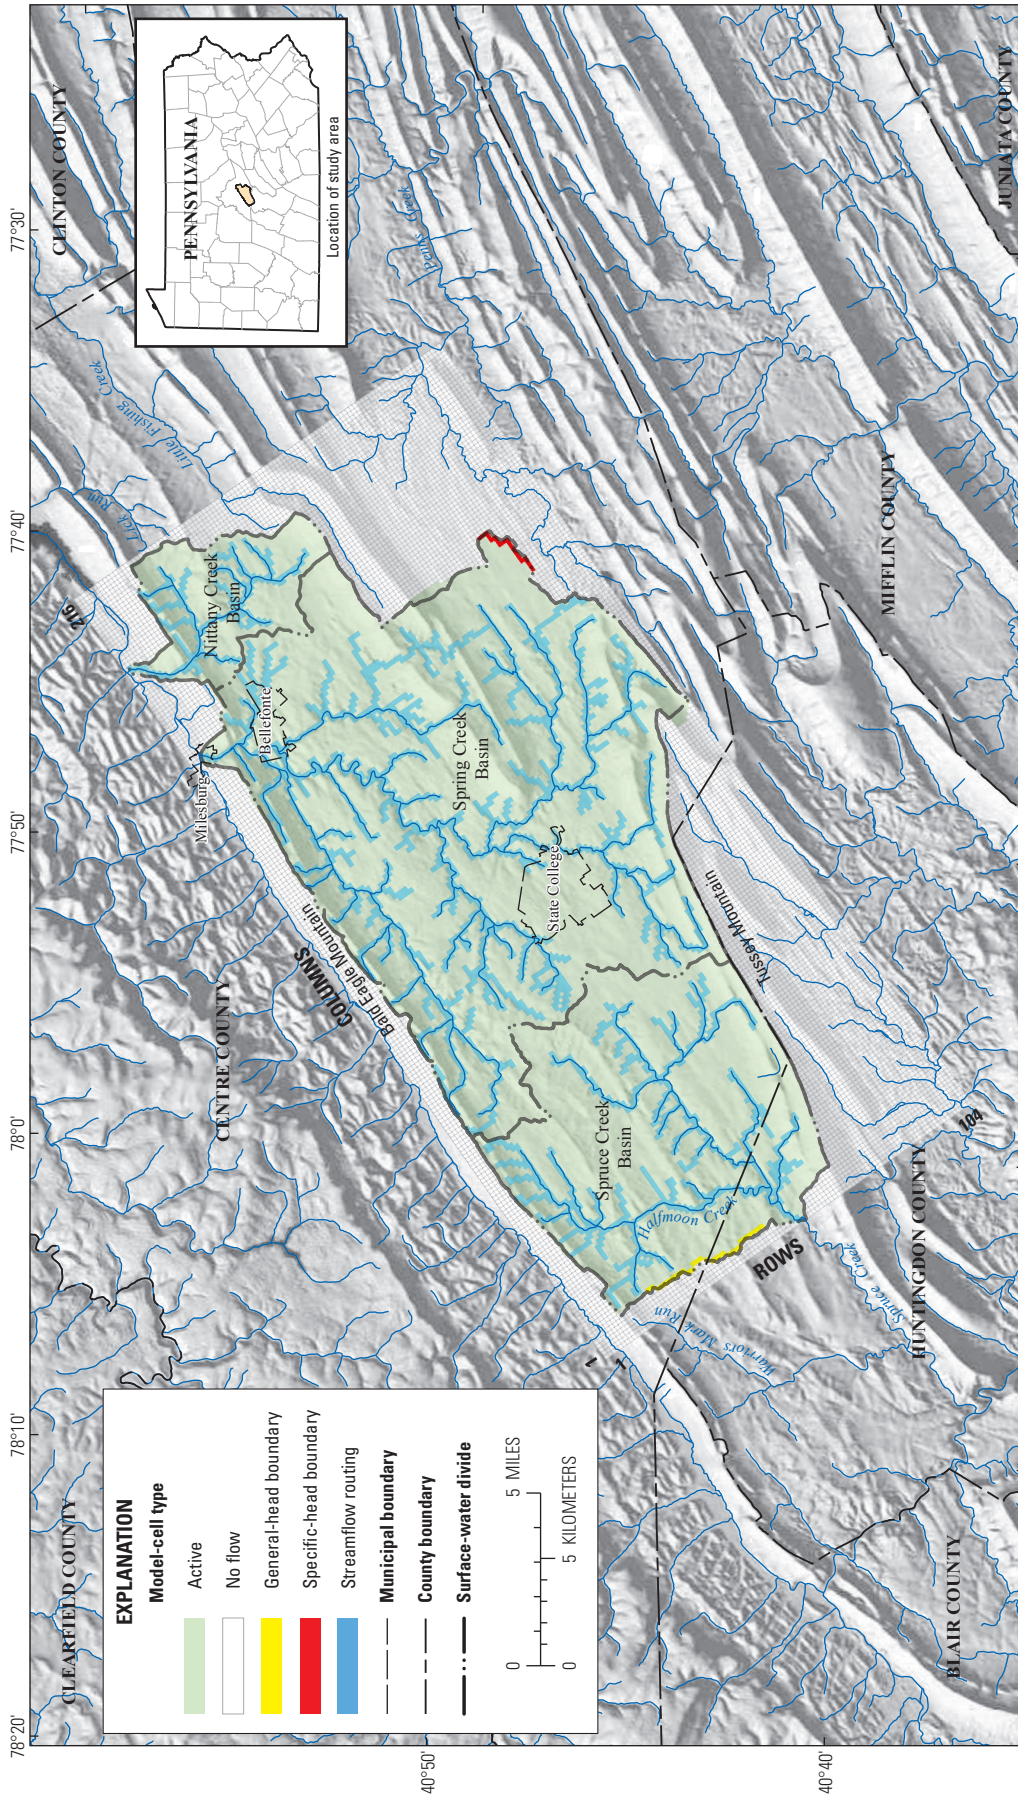 78°20'
78°10'
78°0'
77°50'
77°40'
77°30'
40°50'
40°40'
CLEARFIELD COUNTY
CENTRE COUNTY
CLINTON COUNTY
BLAIR COUNTY
HUNTINGDON COUNTY
MIFFLIN COUNTY
JUNIATA COUNTY
EXPLANATION
Model-cell type
Active
No flow
General-head boundary
Specific-head boundary
Streamflow routing
Municipal boundary
County boundary
Surface-water divide
0
5 MILES
0
5 KILOMETERS
PENNSYLVANIA
Location of study area
COLUMNS
Bald Eagle Mountain
ROWS
1
1
216
104
Milesburg
Bellefonte
State College
Nittany Creek
Basin
Spring Creek
Basin
Spruce Creek
Basin
Halfmoon Creek
Warriors Mark Run
Spruce Creek
Tussey Mountain
Lick Run
Little Fishing Creek
Penns Creek